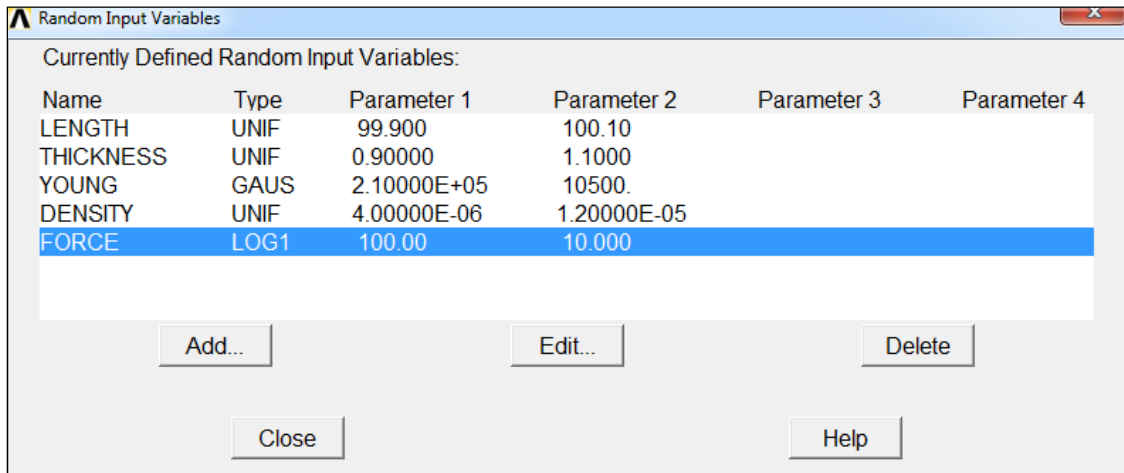 Random Input Variables
Currently Defined Random Input Variables:
Name Type Parameter 1 Parameter 2 Parameter 3 Parameter 4
LENGTH UNIF 99.900 100.10
THICKNESS UNIF 0.90000 1.1000
YOUNG GAUS 2.10000E+05 10500.
DENSITY UNIF 4.00000E-06 1.20000E-05
FORCE LOG1 100.00 10.000
Add... Edit... Delete
Close Help